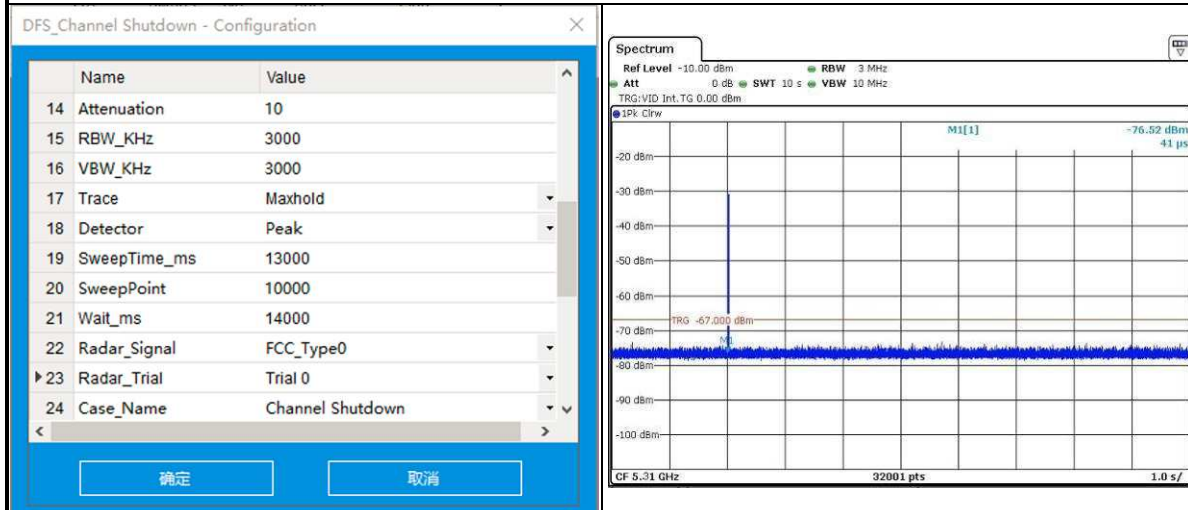 DFS_Channel Shutdown - Configuration
Name Value
14 Attenuation 10
15 RBW_KHz 3000
16 VBW_KHz 3000
17 Trace Maxhold
18 Detector Peak
19 SweepTime_ms 13000
20 SweepPoint 10000
21 Wait_ms 14000
22 Radar_Signal FCC_Type0
23 Radar_Trial Trial 0
24 Case_Name Channel Shutdown
确定 取消
Spectrum
Ref Level -10.00 dBm RBW 3 MHz
Att 0 dB SWT 10 s VBW 10 MHz
TRG:VID Int.TG 0.00 dBm
1Pk Clrw
M1[1] -76.52 dBm
41 µs
-20 dBm
-30 dBm
-40 dBm
-50 dBm
-60 dBm
TRG -67.000 dBm
-70 dBm
M1
-80 dBm
-90 dBm
-100 dBm
CF 5.31 GHz 32001 pts 1.0 s/